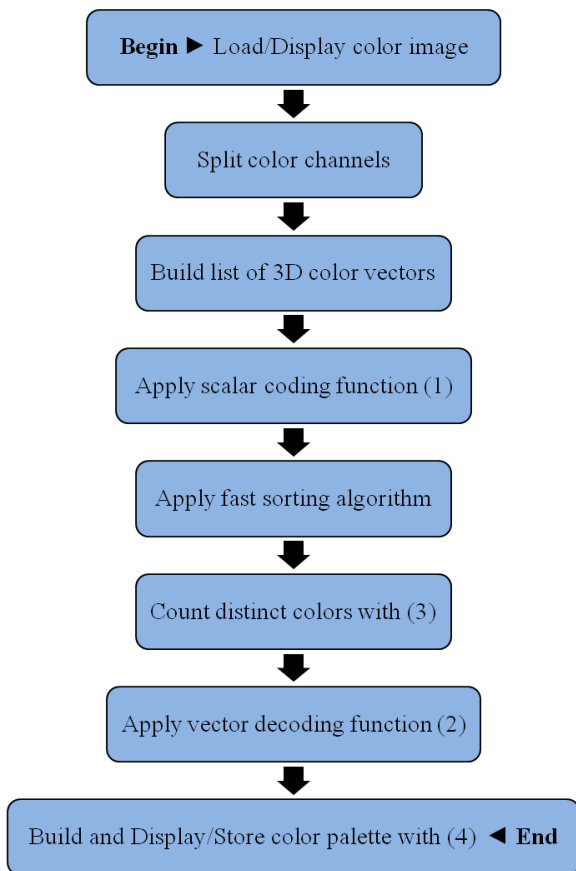 Begin ► Load/Display color image
Split color channels
Build list of 3D color vectors
Apply scalar coding function (1)
Apply fast sorting algorithm
Count distinct colors with (3)
Apply vector decoding function (2)
Build and Display/Store color palette with (4) ◄ End